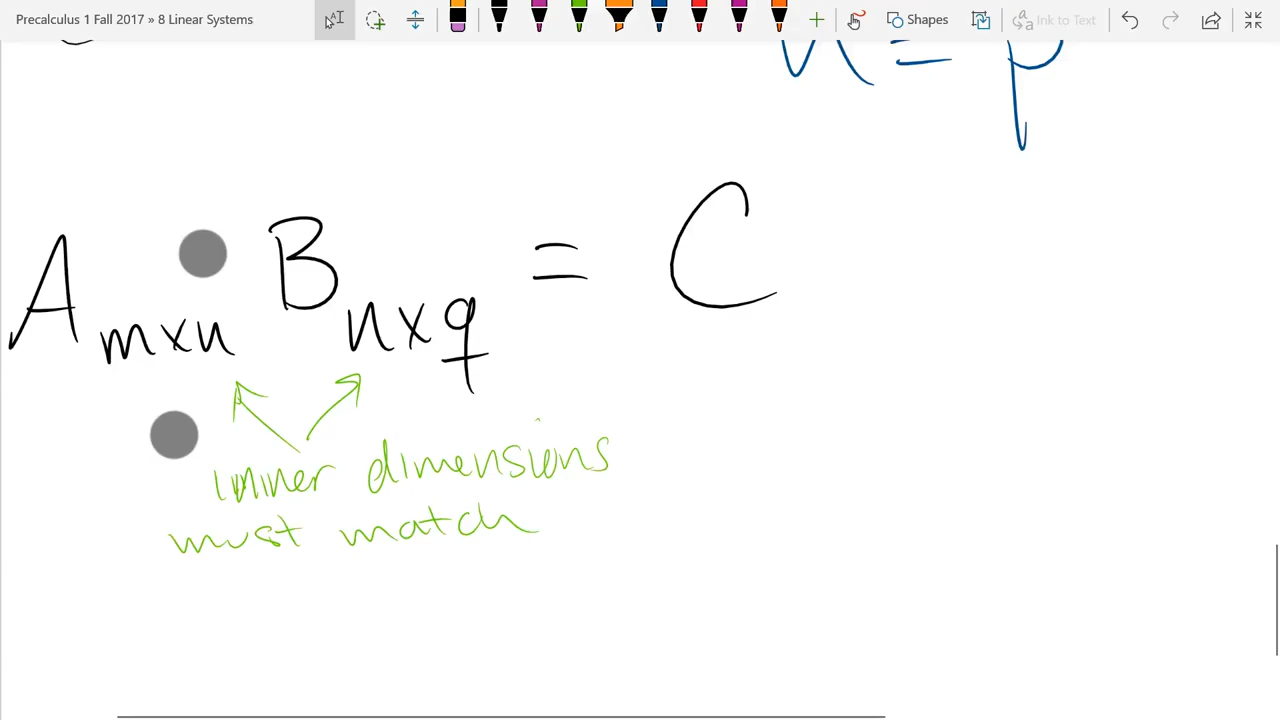 Precalculus 1 Fall 2017 » 8 Linear Systems
Shapes
Ink to Text
n = p
A m×n B n×q = C
inner dimensions
must match